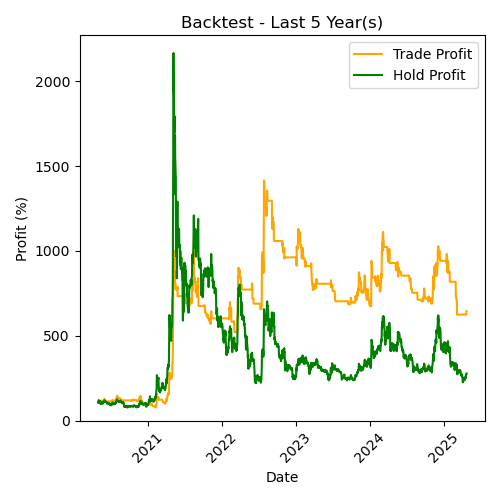 Backtest - Last 5 Year(s)
Trade Profit
Hold Profit
Profit (%)
2000
1500
1000
500
0
2021
2022
2023
2024
2025
Date